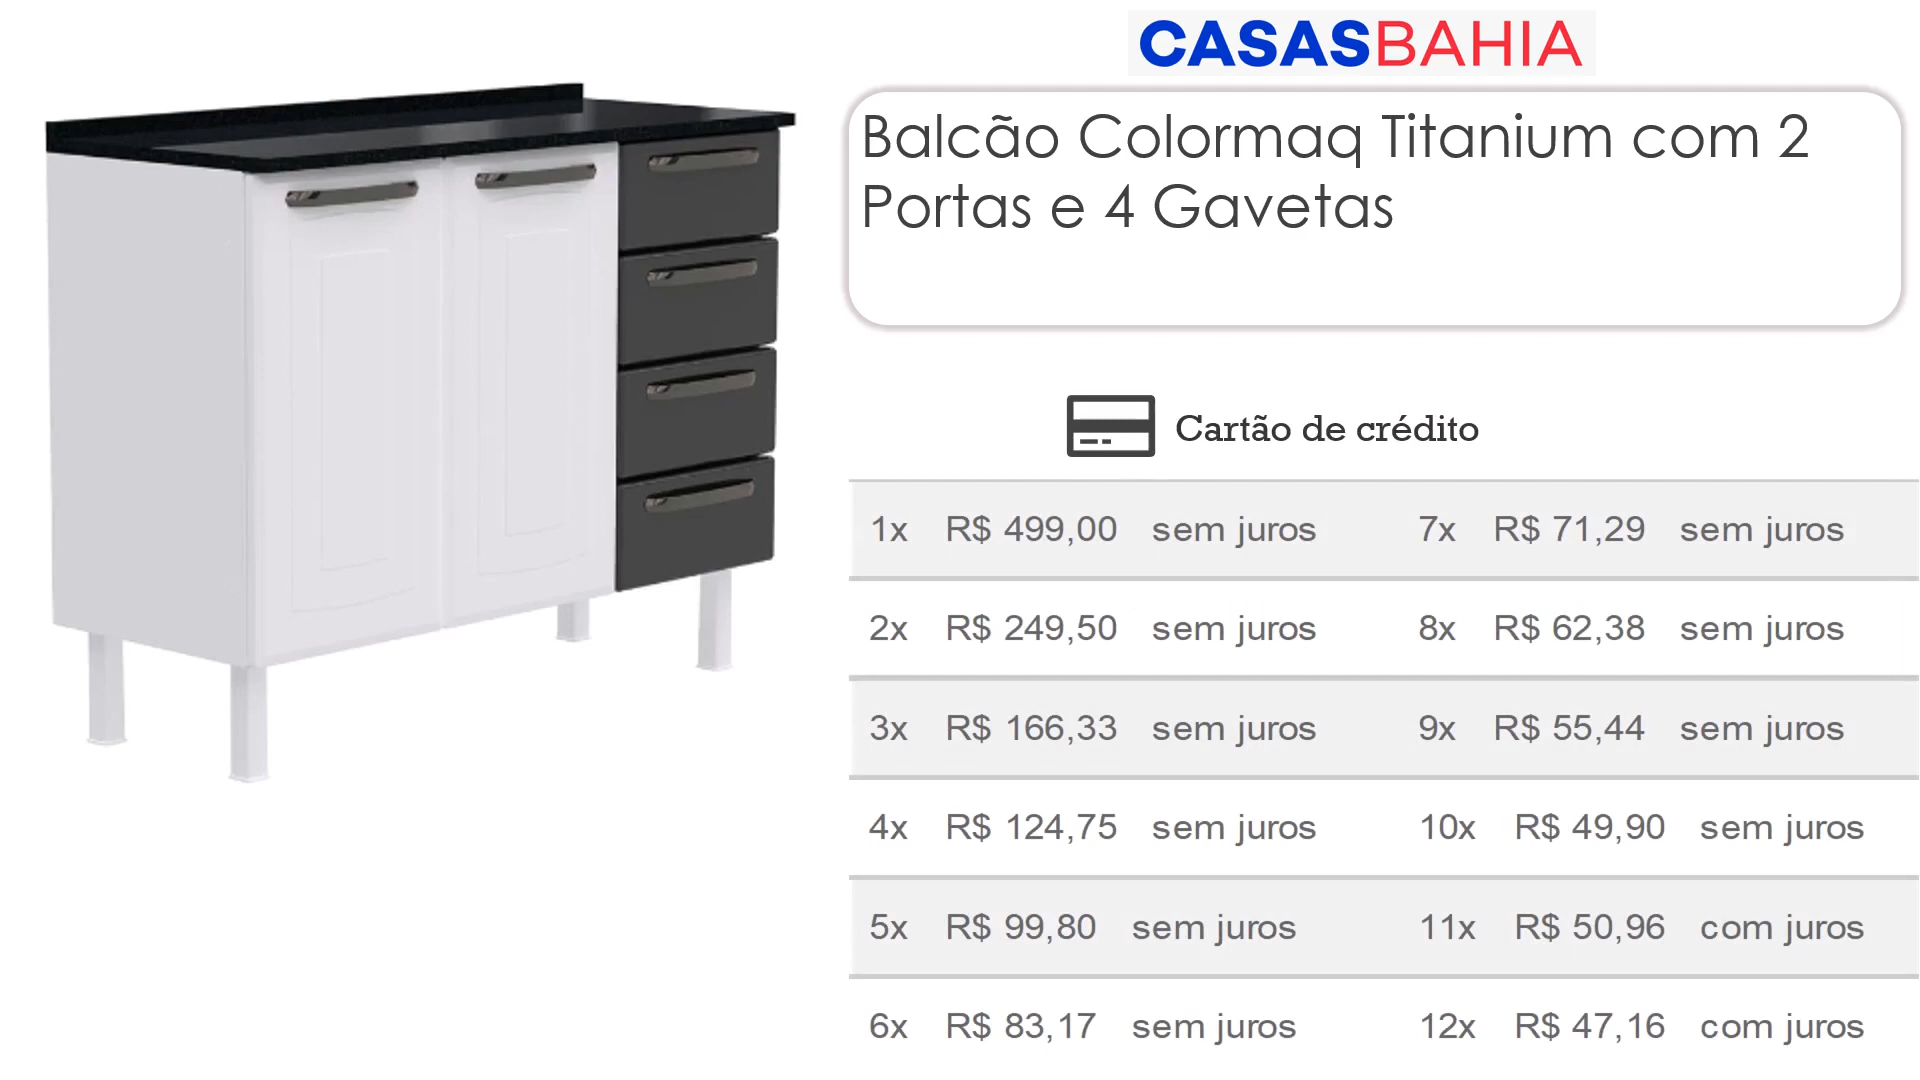 CASASBAHIA
Balcão Colormaq Titanium com 2
Portas e 4 Gavetas
Cartão de crédito
1x R$ 499,00 sem juros 7x R$ 71,29 sem juros
2x R$ 249,50 sem juros 8x R$ 62,38 sem juros
3x R$ 166,33 sem juros 9x R$ 55,44 sem juros
4x R$ 124,75 sem juros 10x R$ 49,90 sem juros
5x R$ 99,80 sem juros 11x R$ 50,96 com juros
6x R$ 83,17 sem juros 12x R$ 47,16 com juros